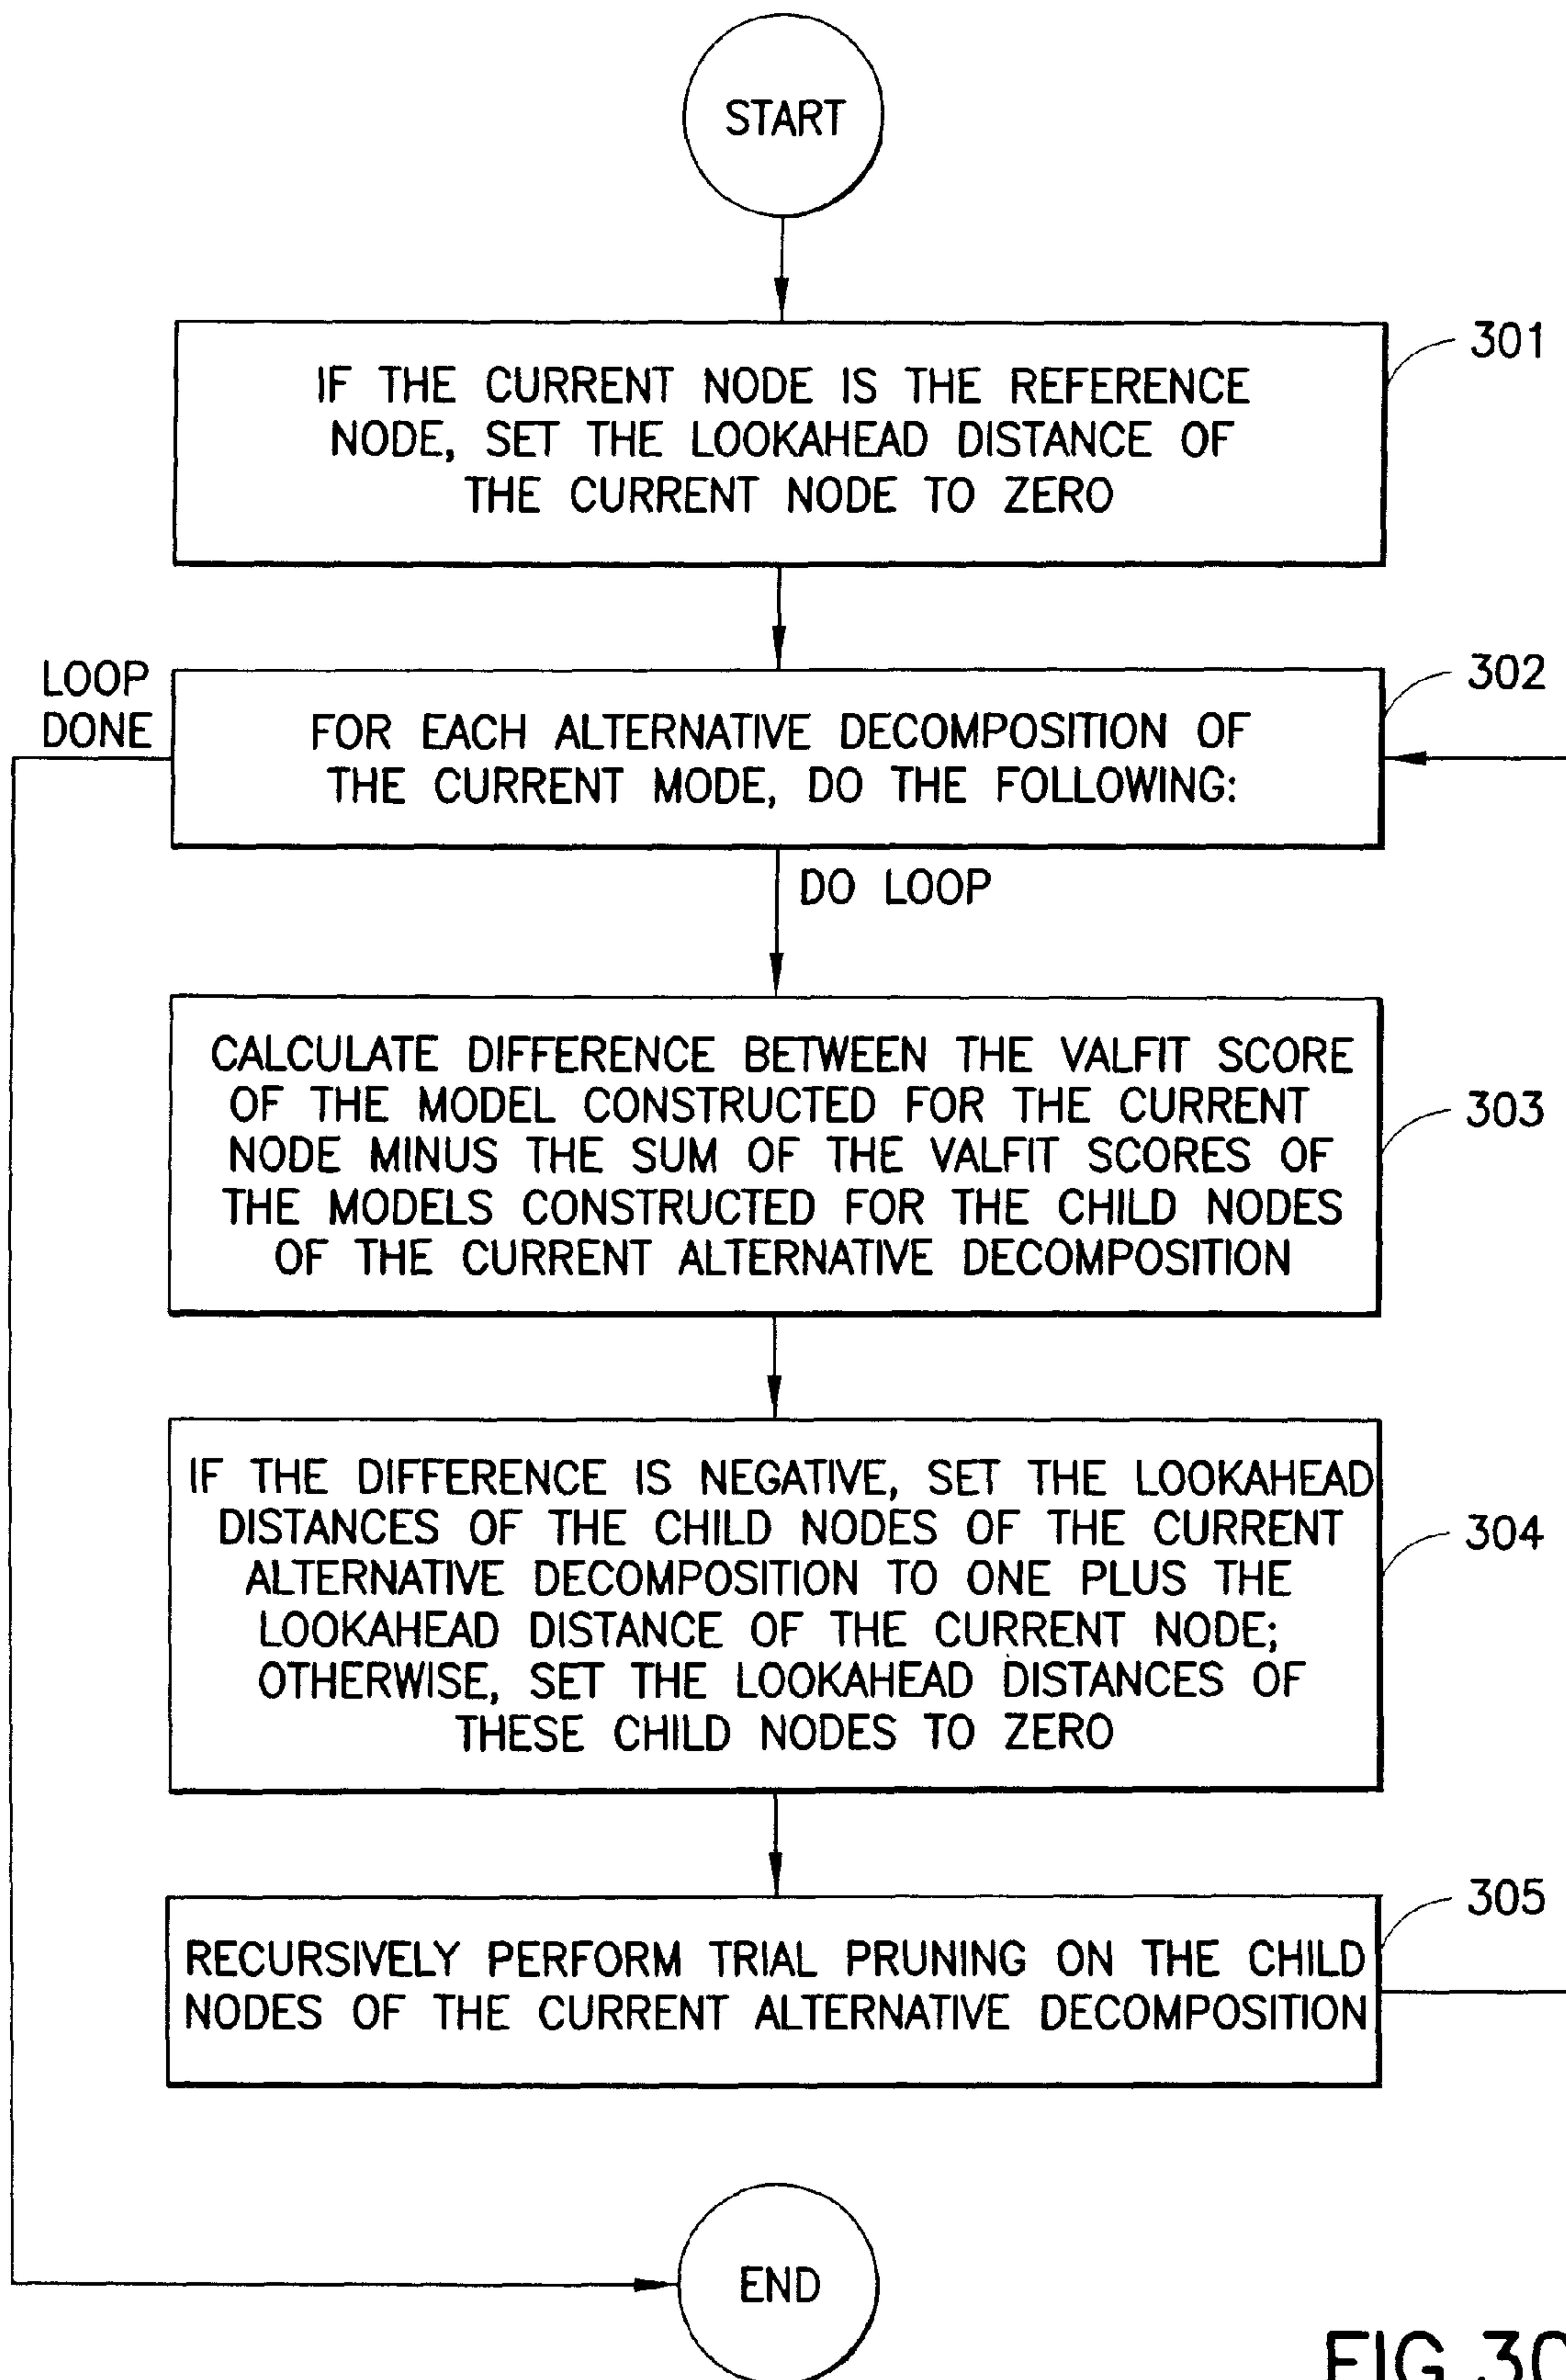 START
301
IF THE CURRENT NODE IS THE REFERENCE
NODE, SET THE LOOKAHEAD DISTANCE OF
THE CURRENT NODE TO ZERO
LOOP
DONE
302
FOR EACH ALTERNATIVE DECOMPOSITION OF
THE CURRENT MODE, DO THE FOLLOWING:
DO LOOP
CALCULATE DIFFERENCE BETWEEN THE VALFIT SCORE
OF THE MODEL CONSTRUCTED FOR THE CURRENT
NODE MINUS THE SUM OF THE VALFIT SCORES OF
THE MODELS CONSTRUCTED FOR THE CHILD NODES
OF THE CURRENT ALTERNATIVE DECOMPOSITION
303
IF THE DIFFERENCE IS NEGATIVE, SET THE LOOKAHEAD
DISTANCES OF THE CHILD NODES OF THE CURRENT
ALTERNATIVE DECOMPOSITION TO ONE PLUS THE
LOOKAHEAD DISTANCE OF THE CURRENT NODE;
OTHERWISE, SET THE LOOKAHEAD DISTANCES OF
THESE CHILD NODES TO ZERO
304
305
RECURSIVELY PERFORM TRIAL PRUNING ON THE CHILD
NODES OF THE CURRENT ALTERNATIVE DECOMPOSITION
END
FIG.30